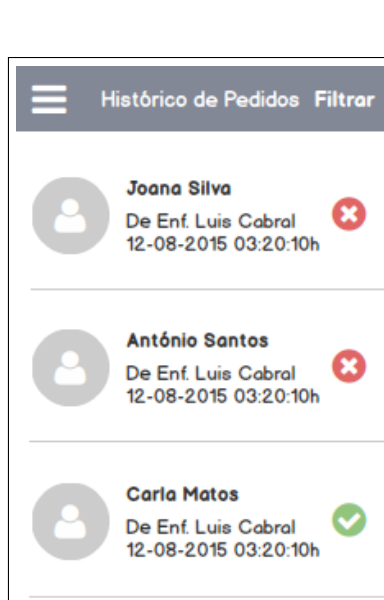 Histórico de Pedidos Filtrar
Joana Silva
De Enf. Luis Cabral
12-08-2015 03:20:10h
António Santos
De Enf. Luis Cabral
12-08-2015 03:20:10h
Carla Matos
De Enf. Luis Cabral
12-08-2015 03:20:10h